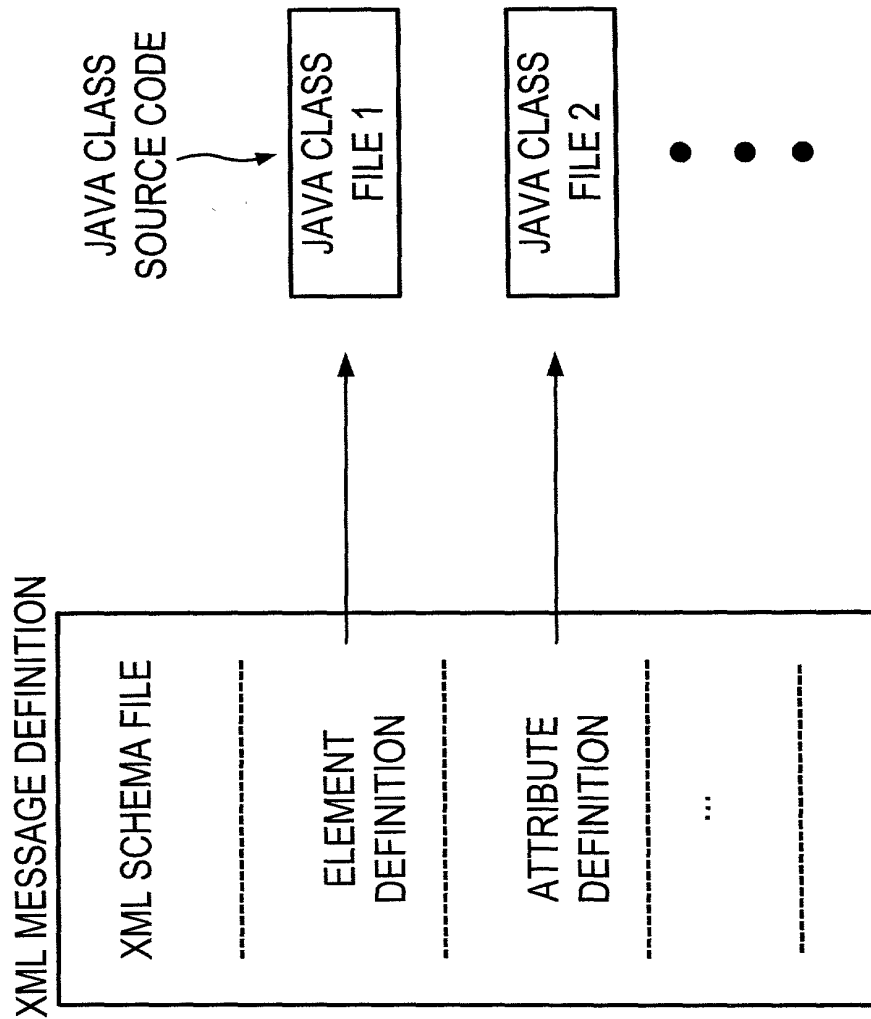 XML MESSAGE DEFINITION
XML SCHEMA FILE
ELEMENT
DEFINITION
ATTRIBUTE
DEFINITION
...
JAVA CLASS
SOURCE CODE
JAVA CLASS
FILE 1
JAVA CLASS
FILE 2